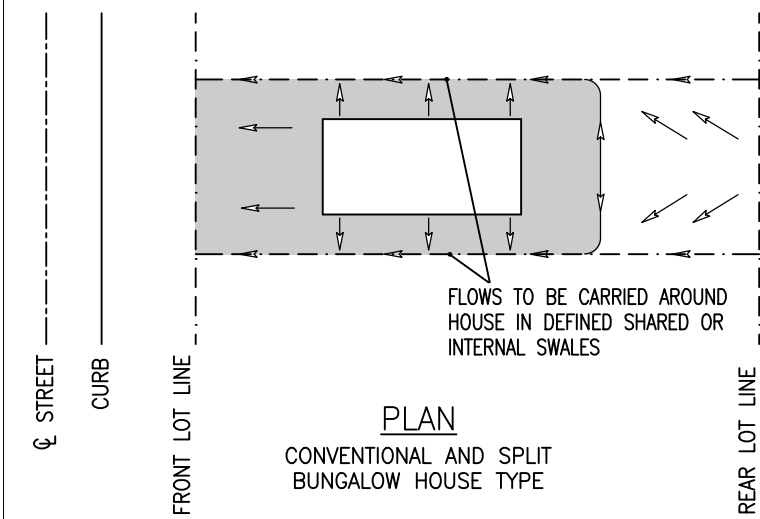 FLOWS TO BE CARRIED AROUND
HOUSE IN DEFINED SHARED OR
INTERNAL SWALES
℄ STREET
CURB
FRONT LOT LINE
REAR LOT LINE
PLAN
CONVENTIONAL AND SPLIT
BUNGALOW HOUSE TYPE